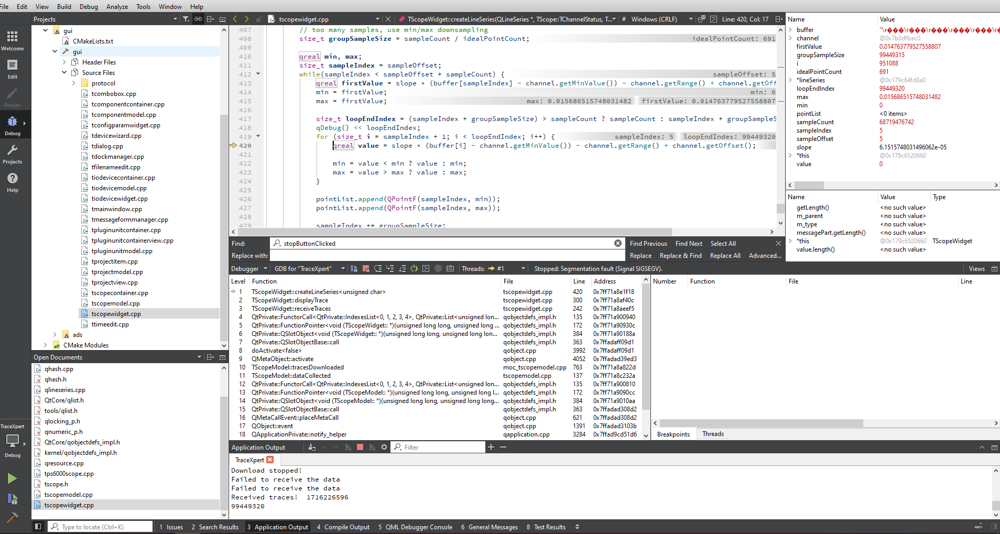 File Edit View Build Debug Analyze Tools Window Help
Projects
tscopewidget.cpp
TScopeWidget::createLineSeries(QLineSeries *, TScope::TChannelStatus, T...
# Windows (CRLF)
Line: 420, Col: 17
Welcome
Edit
Design
Debug
Projects
Help
TraceXpert
Debug
gui
CMakeLists.txt
gui
Header Files
Source Files
protocol
tcombobox.cpp
tcomponentcontainer.cpp
tcomponentmodel.cpp
tconfigparamwidget.cpp
tdevicewizard.cpp
tdialog.cpp
tdockmanager.cpp
tfilenameedit.cpp
tiodevicecontainer.cpp
tiodevicemodel.cpp
tiodevicewidget.cpp
tmainwindow.cpp
tmessageformmanager.cpp
tpluginunitcontainer.cpp
tpluginunitcontainerview.cpp
tpluginunitmodel.cpp
tprojectitem.cpp
tprojectmodel.cpp
tprojectview.cpp
tscopecontainer.cpp
tscopemodel.cpp
tscopewidget.cpp
ttimeedit.cpp
ads
CMake Modules
Open Documents
qhash.cpp
qhash.h
qlineseries.cpp
QtCore/qlist.h
tools/qlist.h
qlocking_p.h
qnumeric_p.h
QtCore/qobjectdefs_impl.h
kernel/qobjectdefs_impl.h
qresource.cpp
tps6000scope.cpp
tscope.h
tscopemodel.cpp
tscopewidget.cpp
407 // too many samples, use min/max downsampling
408 size_t groupSampleSize = sampleCount / idealPointCount; idealPointCount: 691
409
410 qreal min, max;
411 size_t sampleIndex = sampleOffset;
412 while(sampleIndex < sampleOffset + sampleCount) { sampleOffset: 5
413 qreal firstValue = slope * (buffer[sampleIndex] - channel.getMinValue()) - channel.getRange() + channel.getOff
414 min = firstValue; min: 0
415 max = firstValue; max: 0.015686515748031482 firstValue: 0.014763779527558807
416
417 size_t loopEndIndex = (sampleIndex + groupSampleSize) > sampleCount ? sampleCount : sampleIndex + groupSampleS
418 qDebug() << loopEndIndex;
419 for (size_t i = sampleIndex + 1; i < loopEndIndex; i++) { sampleIndex: 5 loopEndIndex: 99449320
420 qreal value = slope * (buffer[i] - channel.getMinValue()) - channel.getRange() + channel.getOffset();
421
422 min = value < min ? value : min;
423 max = value > max ? value : max;
424 }
425
426 pointList.append(QPointF(sampleIndex, min));
427 pointList.append(QPointF(sampleIndex, max));
428
429 sampleIndex += groupSampleSize;
Find: stopButtonClicked Find Previous Find Next Select All
Replace with: Replace Replace & Find Replace All Advanced...
Name Value
buffer "\r���\r���\r���\r���\r���\r�
channel @0x7b0dfbac0
firstValue 0.014763779527558807
groupSampleSize 99449315
i 951088
idealPointCount 691
*lineSeries @0x179c64fd8a0
loopEndIndex 99449320
max 0.015686515748031482
min 0
pointList <0 items>
sampleCount 68719476742
sampleIndex 5
sampleOffset 5
slope 6.1515748031496062e-05
*this @0x179c6520660
value 0
Name Value Type
getLength() <no such value>
m_parent <no such value>
m_type <no such value>
messagePart.getLength() <no such value>
*this @0x179c6520660 TScopeWidget
value.length() <no such value>
Debugger GDB for "TraceXpert" Threads: #1 Stopped: Segmentation fault (Signal SIGSEGV). Views
Level Function File Line Address
1 TScopeWidget::createLineSeries<unsigned char> tscopewidget.cpp 420 0x7ff71a8e1f18
2 TScopeWidget::displayTrace tscopewidget.cpp 300 0x7ff71a8af40c
3 TScopeWidget::receiveTraces tscopewidget.cpp 242 0x7ff71a8aeef5
4 QtPrivate::FunctorCall<QtPrivate::IndexesList<0, 1, 2, 3, 4>, QtPrivate::List<unsigned lon... qobjectdefs_impl.h 135 0x7ff71a900940
5 QtPrivate::FunctionPointer<void (TScopeWidget:: *)(unsigned long long, unsigned long ... qobjectdefs_impl.h 172 0x7ff71a90930c
6 QtPrivate::QSlotObject<void (TScopeWidget:: *)(unsigned long long, unsigned long lon... qobjectdefs_impl.h 384 0x7ff71a90188a
7 QtPrivate::QSlotObjectBase::call qobjectdefs_impl.h 363 0x7ffadaff09d1
8 doActivate<false> qobject.cpp 3992 0x7ffadaff09d1
9 QMetaObject::activate qobject.cpp 4052 0x7ffadad39ed3
10 TScopeModel::tracesDownloaded moc_tscopemodel.cpp 763 0x7ff71a8a822d
11 TScopeModel::dataCollected tscopemodel.cpp 137 0x7ff71a8c232a
12 QtPrivate::FunctorCall<QtPrivate::IndexesList<0, 1, 2, 3, 4>, QtPrivate::List<unsigned lon... qobjectdefs_impl.h 135 0x7ff71a900810
13 QtPrivate::FunctionPointer<void (TScopeModel:: *)(unsigned long long, unsigned long l... qobjectdefs_impl.h 172 0x7ff71a9090cc
14 QtPrivate::QSlotObject<void (TScopeModel:: *)(unsigned long long, unsigned long long... qobjectdefs_impl.h 384 0x7ff71a9010aa
15 QtPrivate::QSlotObjectBase::call qobjectdefs_impl.h 363 0x7ffadad308d2
16 QMetaCallEvent::placeMetaCall qobject.cpp 621 0x7ffadad308d2
17 QObject::event qobject.cpp 1391 0x7ffadad3103b
18 QApplicationPrivate::notify_helper qapplication.cpp 3284 0x7ffad9cd51d6
Number Function File Line
Breakpoints Threads
Application Output Filter
TraceXpert
Download stopped!
Failed to receive the data
Failed to receive the data
Received traces! 1716226596
99449320
Type to locate (Ctrl+K) 1 Issues 2 Search Results 3 Application Output 4 Compile Output 5 QML Debugger Console 6 General Messages 8 Test Results